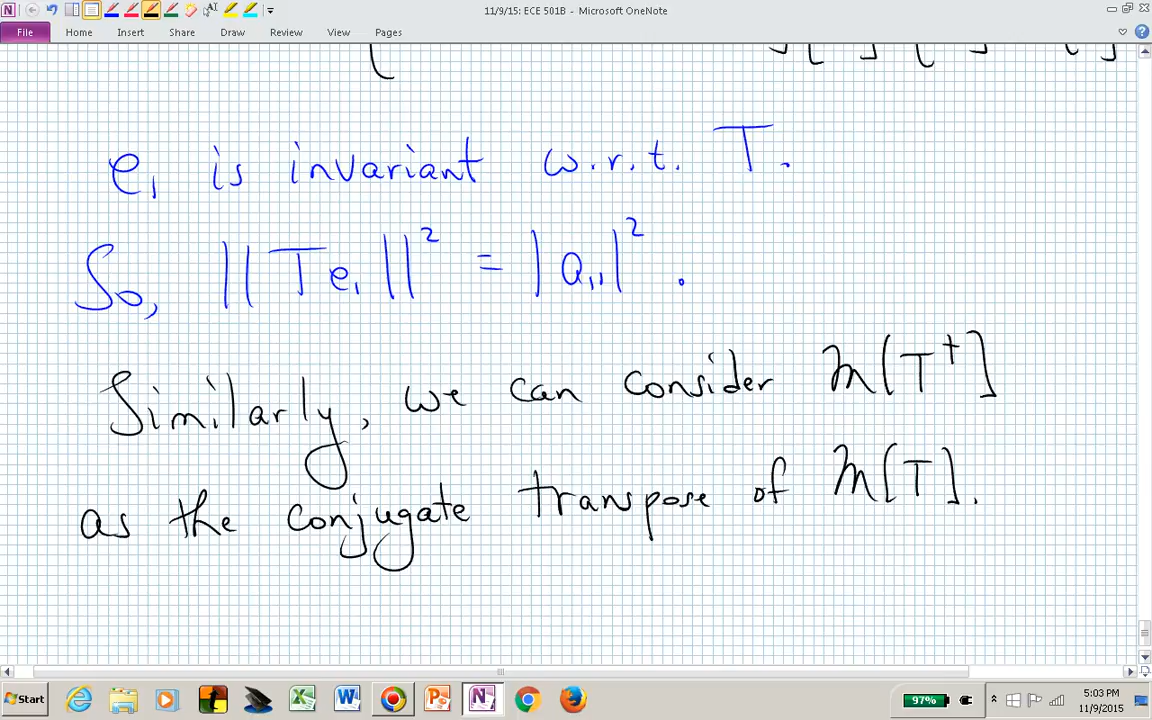 11/9/15: ECE 501B - Microsoft OneNote
File Home Insert Share Draw Review View Pages
e₁ is invariant w.r.t. T.
So, ||Te₁||² = |a₁₁|².
Similarly, we can consider M[T†]
as the conjugate transpose of M[T].
Start
97%
5:03 PM
11/9/2015